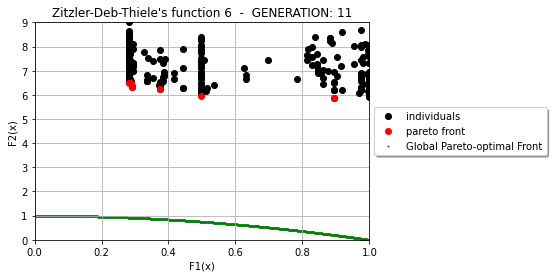 Zitzler-Deb-Thiele's function 6 - GENERATION: 11
F2(x)
9
8
7
6
5
4
3
2
1
0
0.0 0.2 0.4 0.6 0.8 1.0
F1(x)
individuals
pareto front
Global Pareto-optimal Front